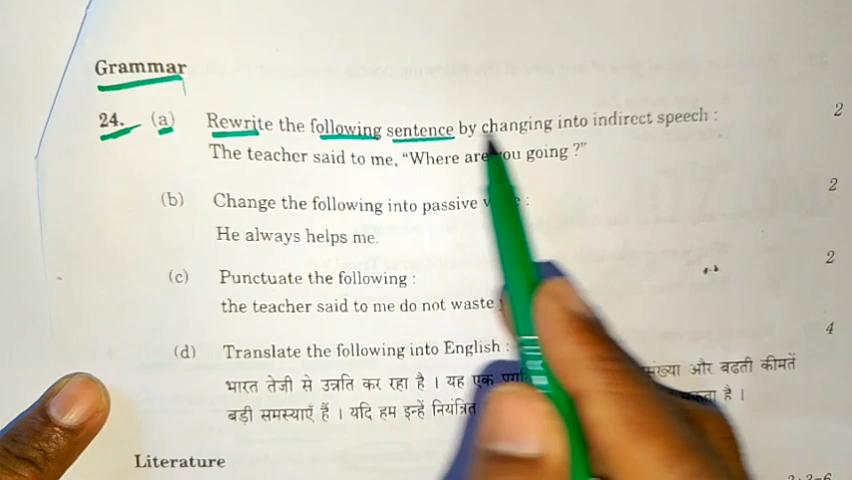 Grammar
24. (a) Rewrite the following sentence by changing into indirect speech : 2
The teacher said to me, "Where are you going ?"
(b) Change the following into passive : 2
He always helps me.
(c) Punctuate the following : 2
the teacher said to me do not waste
(d) Translate the following into English : 4
भारत तेजी से उन्नति कर रहा है । यह एक और बढती कीमतें
बड़ी समस्याएँ हैं । यदि हम इन्हें नियंत्रित है ।
Literature